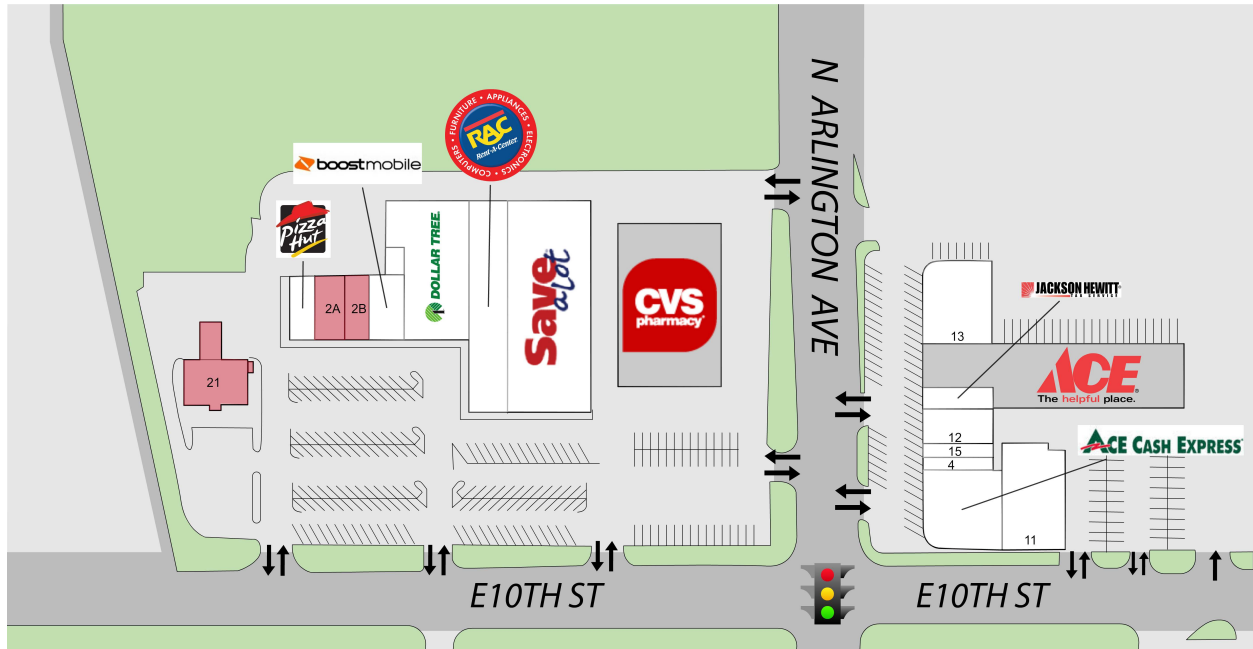 N ARLINGTON AVE
FURNITURE • APPLIANCES • ELECTRONICS • COMPUTERS •
RAC
Rent-A-Center
boostmobile
Pizza
Hut
DOLLAR TREE
2A
2B
Save
a lot
CVS
pharmacy
21
JACKSON HEWITT
TAX SERVICE
13
ACE
The helpful place.
12
15
4
ACE CASH EXPRESS
11
E10TH ST
E10TH ST